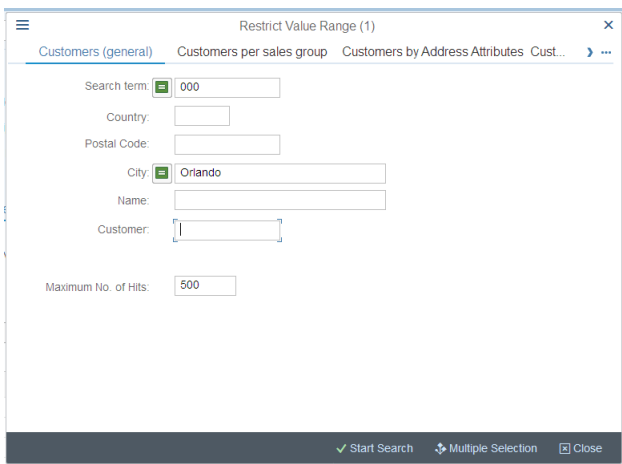 Restrict Value Range (1)
Customers (general) Customers per sales group Customers by Address Attributes Cust...
Search term: 000
Country:
Postal Code:
City: Orlando
Name:
Customer:
Maximum No. of Hits: 500
Start Search Multiple Selection Close